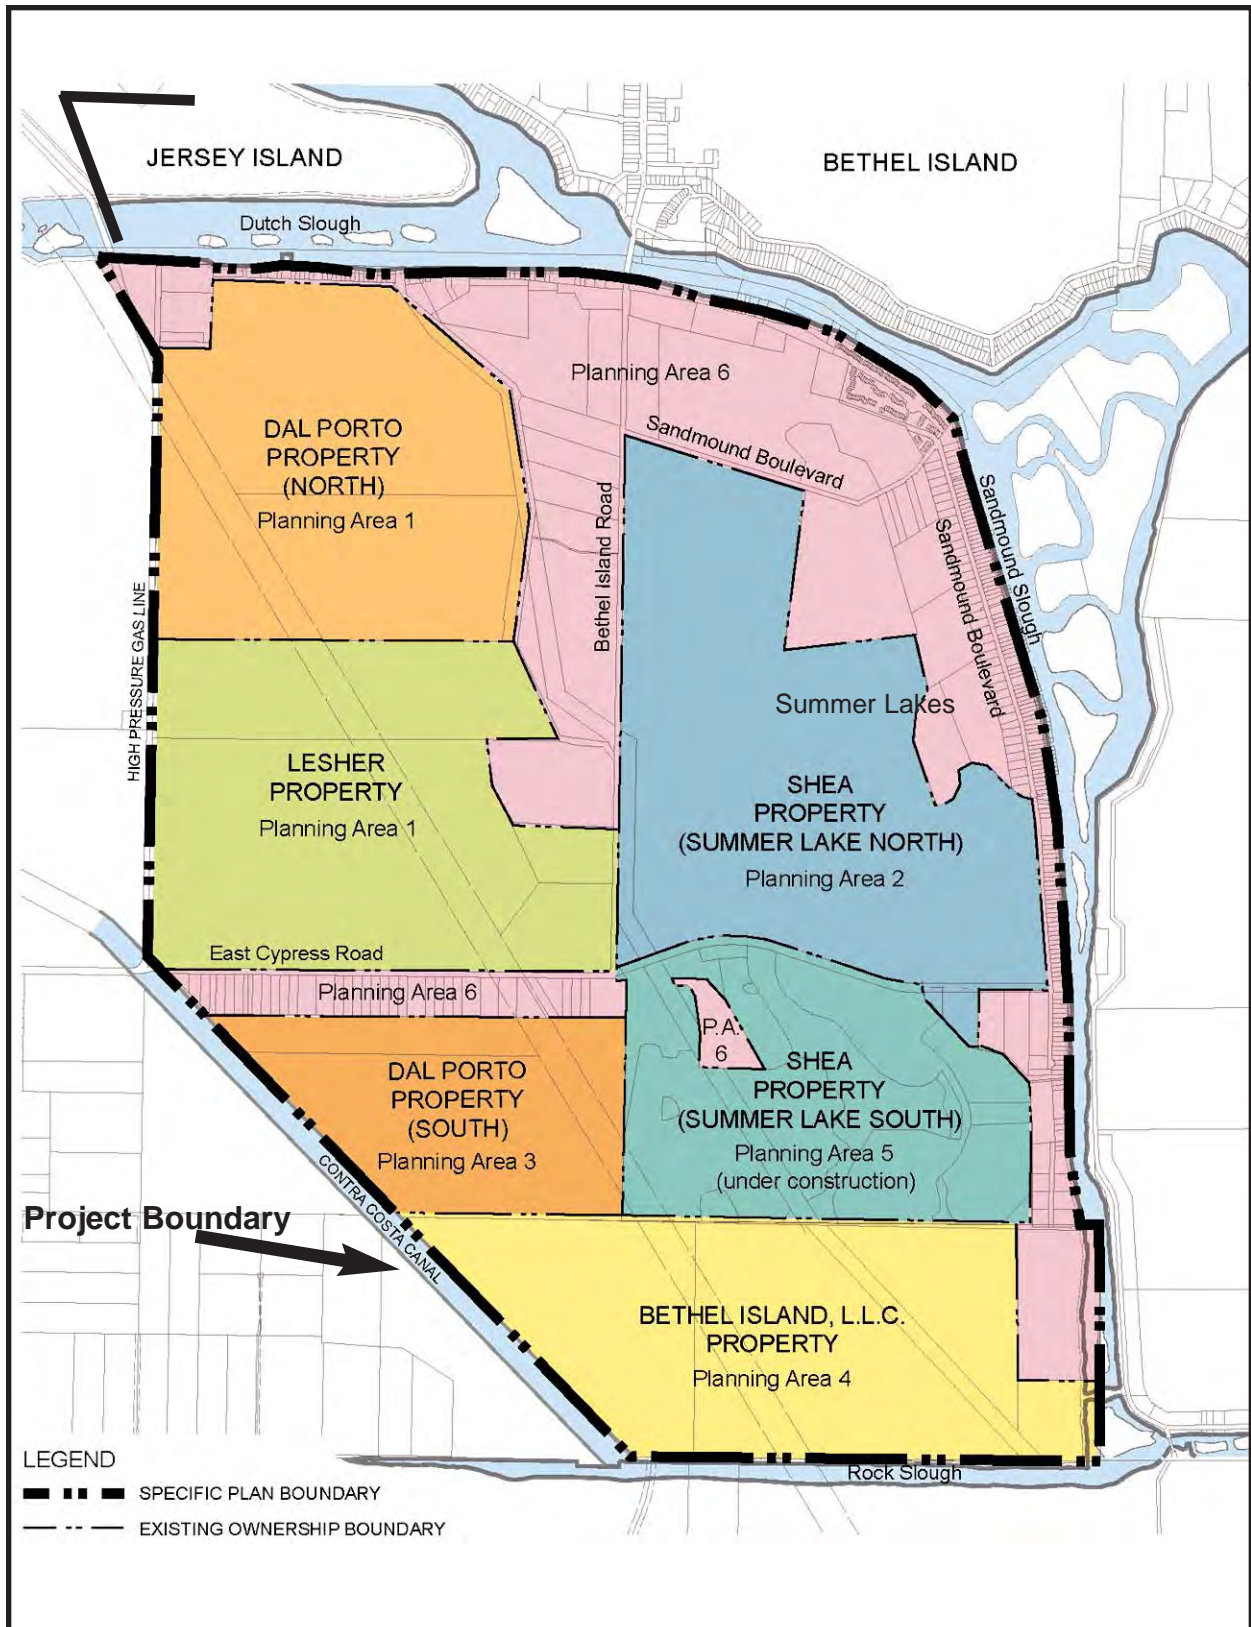 JERSEY ISLAND
BETHEL ISLAND
Dutch Slough
Planning Area 6
Sandmound Boulevard
DAL PORTO
PROPERTY
(NORTH)
Planning Area 1
Bethel Island Road
Sandmound Slough
Sandmound Boulevard
HIGH PRESSURE GAS LINE
Summer Lakes
LESHER
PROPERTY
Planning Area 1
SHEA
PROPERTY
(SUMMER LAKE NORTH)
Planning Area 2
East Cypress Road
Planning Area 6
P.A.
6
DAL PORTO
PROPERTY
(SOUTH)
Planning Area 3
SHEA
PROPERTY
(SUMMER LAKE SOUTH)
Planning Area 5
(under construction)
CONTRA COSTA CANAL
Project Boundary
BETHEL ISLAND, L.L.C.
PROPERTY
Planning Area 4
Rock Slough
LEGEND
SPECIFIC PLAN BOUNDARY
EXISTING OWNERSHIP BOUNDARY